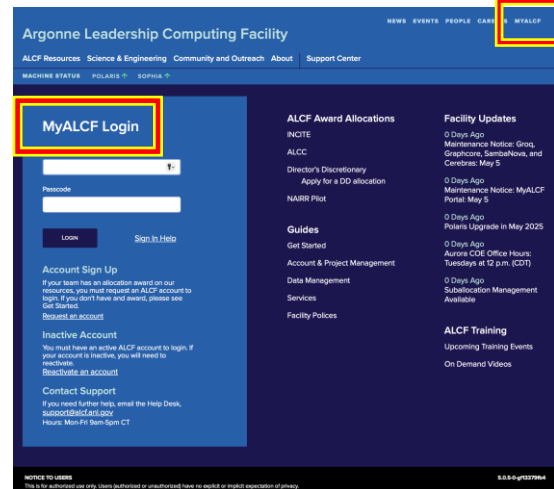 NEWS EVENTS PEOPLE CAREERS MYALCF
Argonne Leadership Computing Facility
ALCF Resources Science & Engineering Community and Outreach About Support Center
MACHINE STATUS POLARIS SOPHIA
MyALCF Login
Passcode
LOGIN Sign In Help
Account Sign Up
If your team has an allocation award on our
resources, you must request an ALCF account to
login. If you don't have and award, please see
Get Started.
Request an account
Inactive Account
You must have an active ALCF account to login. If
your account is inactive, you will need to
reactivate.
Reactivate an account
Contact Support
If you need further help, email the Help Desk,
support@alcf.anl.gov
Hours: Mon-Fri 9am-5pm CT
ALCF Award Allocations
INCITE
ALCC
Director's Discretionary
Apply for a DD allocation
NAIRR Pilot
Guides
Get Started
Account & Project Management
Data Management
Services
Facility Polices
Facility Updates
0 Days Ago
Maintenance Notice: Groq,
Graphcore, SambaNova, and
Cerebras: May 5
0 Days Ago
Maintenance Notice: MyALCF
Portal: May 5
0 Days Ago
Polaris Upgrade in May 2025
0 Days Ago
Aurora COE Office Hours:
Tuesdays at 12 p.m. (CDT)
0 Days Ago
Suballocation Management
Available
ALCF Training
Upcoming Training Events
On Demand Videos
NOTICE TO USERS
This is for authorized use only. Users (authorized or unauthorized) have no explicit or implicit expectation of privacy.